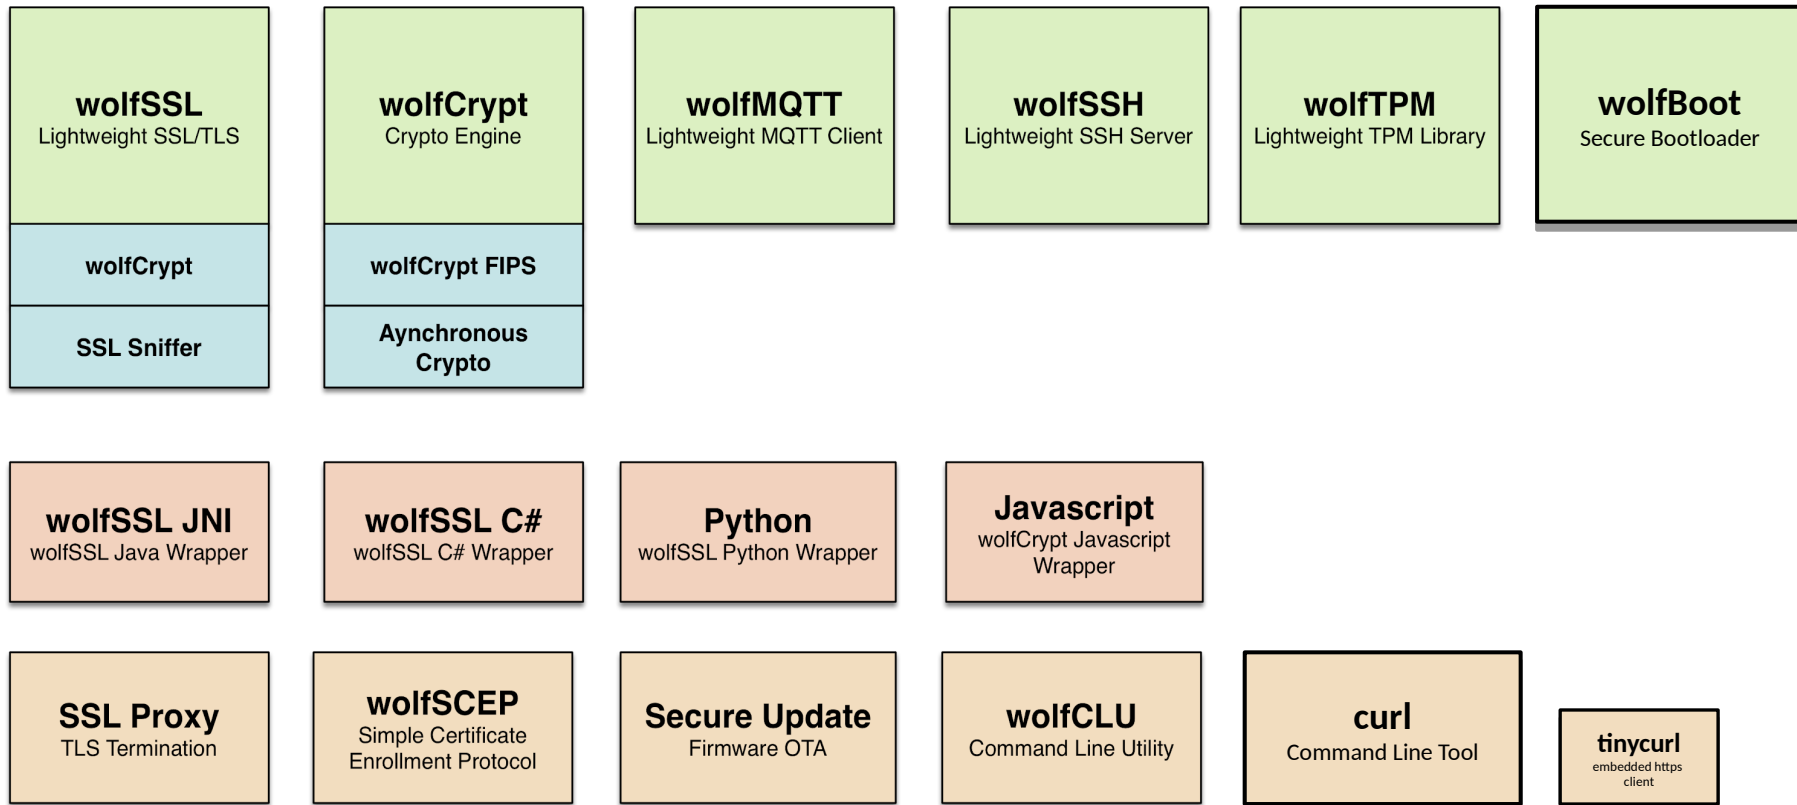 wolfSSL
Lightweight SSL/TLS
wolfCrypt
Crypto Engine
wolfMQTT
Lightweight MQTT Client
wolfSSH
Lightweight SSH Server
wolfTPM
Lightweight TPM Library
wolfBoot
Secure Bootloader
wolfCrypt
wolfCrypt FIPS
SSL Sniffer
Aynchronous
Crypto
wolfSSL JNI
wolfSSL Java Wrapper
wolfSSL C#
wolfSSL C# Wrapper
Python
wolfSSL Python Wrapper
Javascript
wolfCrypt Javascript
Wrapper
SSL Proxy
TLS Termination
wolfSCEP
Simple Certificate
Enrollment Protocol
Secure Update
Firmware OTA
wolfCLU
Command Line Utility
curl
Command Line Tool
tinycurl
embedded https
client